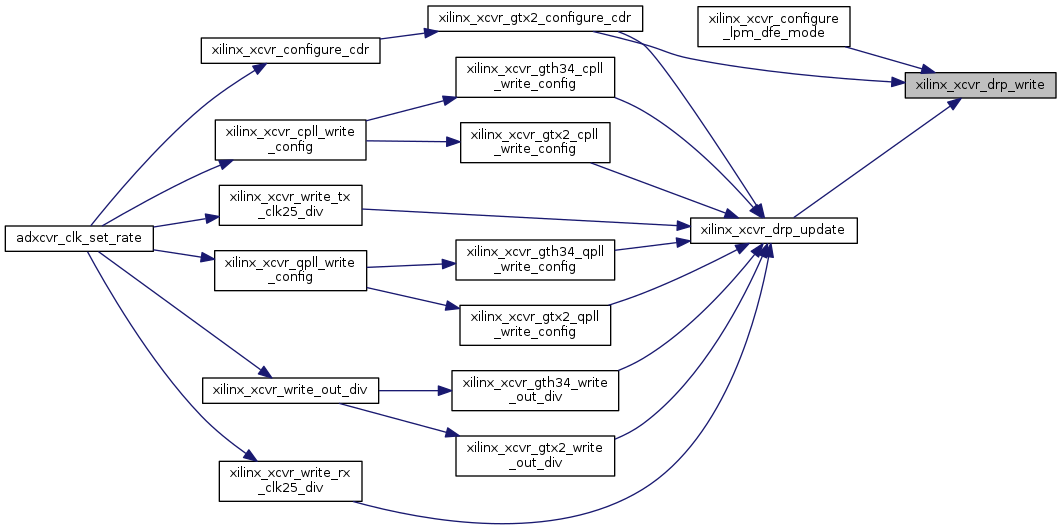 xilinx_xcvr_gtx2_configure_cdr
xilinx_xcvr_configure
_lpm_dfe_mode
xilinx_xcvr_configure_cdr
xilinx_xcvr_gth34_cpll
_write_config
xilinx_xcvr_drp_write
xilinx_xcvr_cpll_write
_config
xilinx_xcvr_gtx2_cpll
_write_config
xilinx_xcvr_write_tx
_clk25_div
adxcvr_clk_set_rate
xilinx_xcvr_drp_update
xilinx_xcvr_qpll_write
_config
xilinx_xcvr_gth34_qpll
_write_config
xilinx_xcvr_gtx2_qpll
_write_config
xilinx_xcvr_write_out_div
xilinx_xcvr_gth34_write
_out_div
xilinx_xcvr_gtx2_write
_out_div
xilinx_xcvr_write_rx
_clk25_div